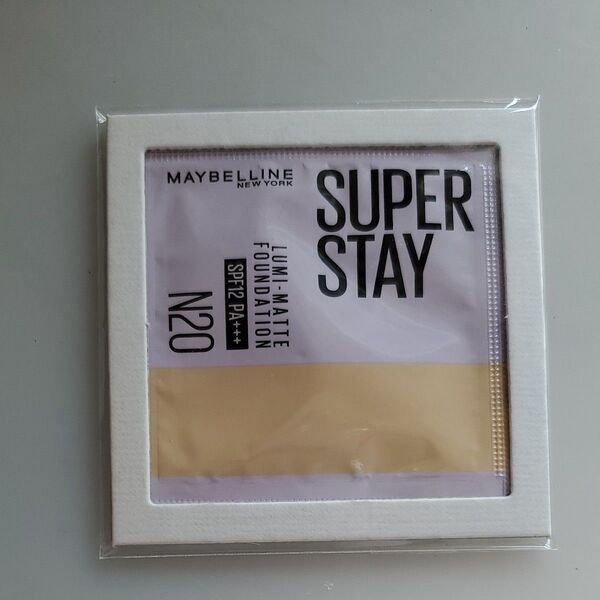 MAYBELLINE
NEW YORK
SUPER
STAY
LUMI-MATTE
FOUNDATION
SPF12 PA+++
N20